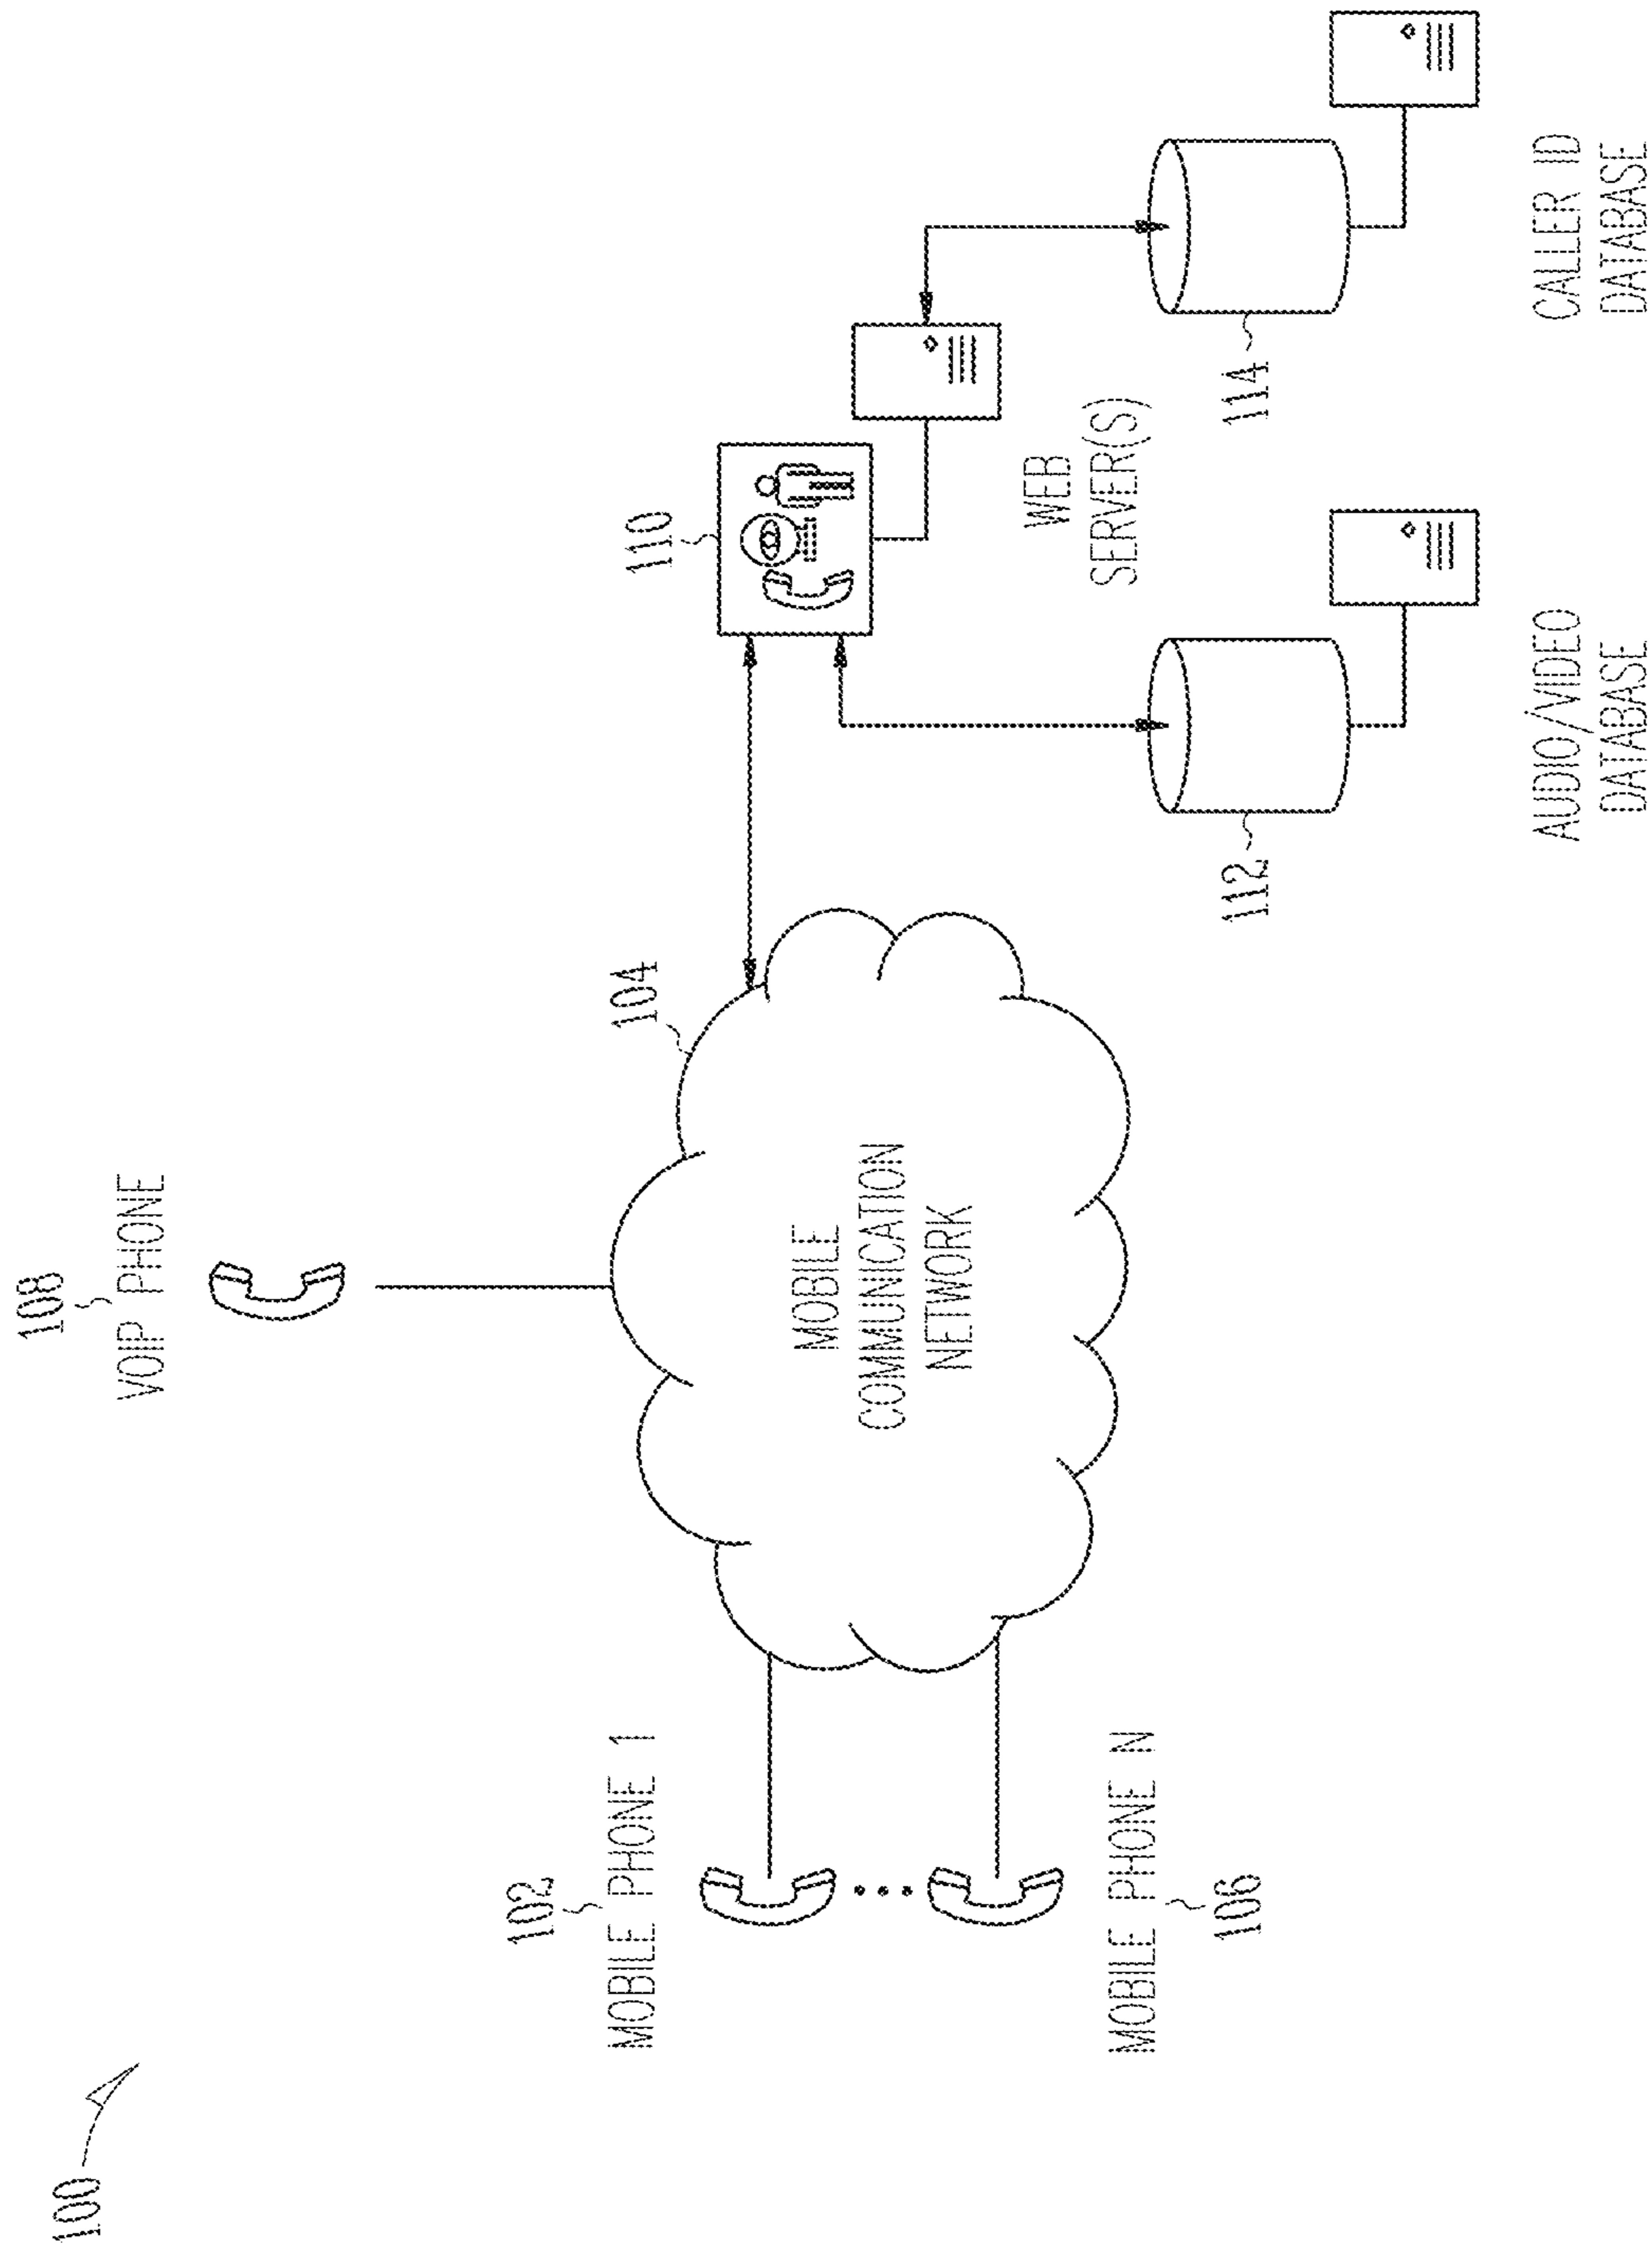 100
108
VOIP PHONE
102
MOBILE PHONE 1
104
110
MOBILE
COMMUNICATION
NETWORK
WEB
SERVER(S)
MOBILE PHONE N
106
112
114
AUDIO/VIDEO
DATABASE
CALLER ID
DATABASE